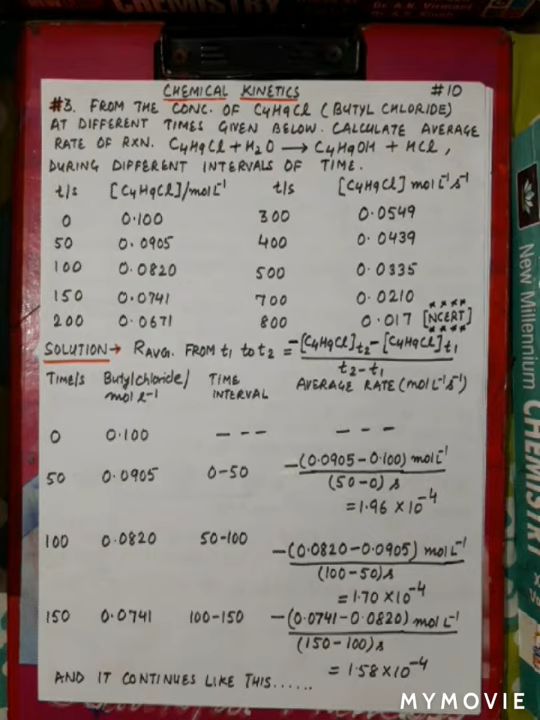 CHEMISTRY
Dr. A.K. Virmani
CHEMICAL KINETICS #10
#3. FROM THE CONC. OF C4H9Cl (BUTYL CHLORIDE)
AT DIFFERENT TIMES GIVEN BELOW. CALCULATE AVERAGE
RATE OF RXN. C4H9Cl + H2O → C4H9OH + HCl,
DURING DIFFERENT INTERVALS OF TIME.
t/s [C4H9Cl]/mol L⁻¹ t/s [C4H9Cl] mol L⁻¹s⁻¹
0 0.100 300 0.0549
50 0.0905 400 0.0439
100 0.0820 500 0.0335
150 0.0741 700 0.0210
200 0.0671 800 0.017 [NCERT]
SOLUTION→ RAVG. FROM t1 to t2 = -[C4H9Cl]t2 - [C4H9Cl]t1
t2-t1
TIME/s Butylchloride/ TIME AVERAGE RATE (mol L⁻¹s⁻¹)
mol L⁻¹ INTERVAL
0 0.100 --- ---
50 0.0905 0-50 -(0.0905-0.100) mol L⁻¹
(50-0)s
=1.96×10⁻⁴
100 0.0820 50-100 -(0.0820-0.0905) mol L⁻¹
(100-50)s
=1.70×10⁻⁴
150 0.0741 100-150 -(0.0741-0.0820) mol L⁻¹
(150-100)s
=1.58×10⁻⁴
AND IT CONTINUES LIKE THIS......
New Millennium
CHEMISTRY
MYMOVIE